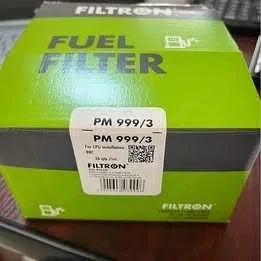 FILTRON
FUEL
FILTER
PM 999/3
PM 999/3
For LPG installation
FILTRON
FILTRON